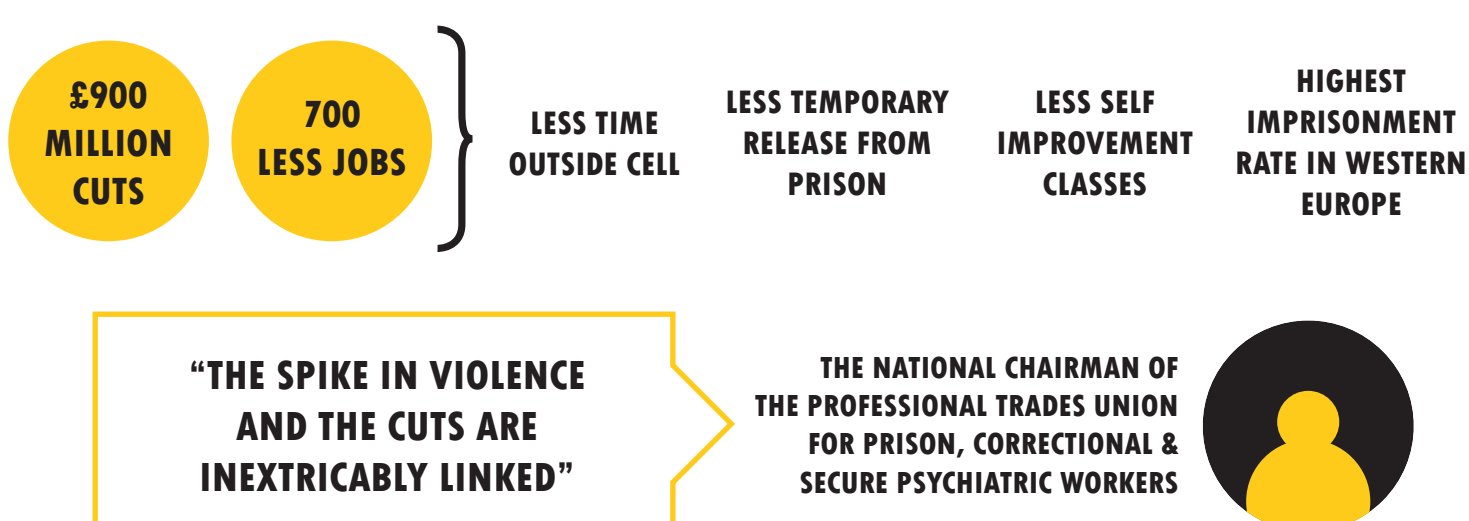 £900
MILLION
CUTS
700
LESS JOBS
LESS TIME
OUTSIDE CELL
LESS TEMPORARY
RELEASE FROM
PRISON
LESS SELF
IMPROVEMENT
CLASSES
HIGHEST
IMPRISONMENT
RATE IN WESTERN
EUROPE
“THE SPIKE IN VIOLENCE
AND THE CUTS ARE
INEXTRICABLY LINKED”
THE NATIONAL CHAIRMAN OF
THE PROFESSIONAL TRADES UNION
FOR PRISON, CORRECTIONAL &
SECURE PSYCHIATRIC WORKERS